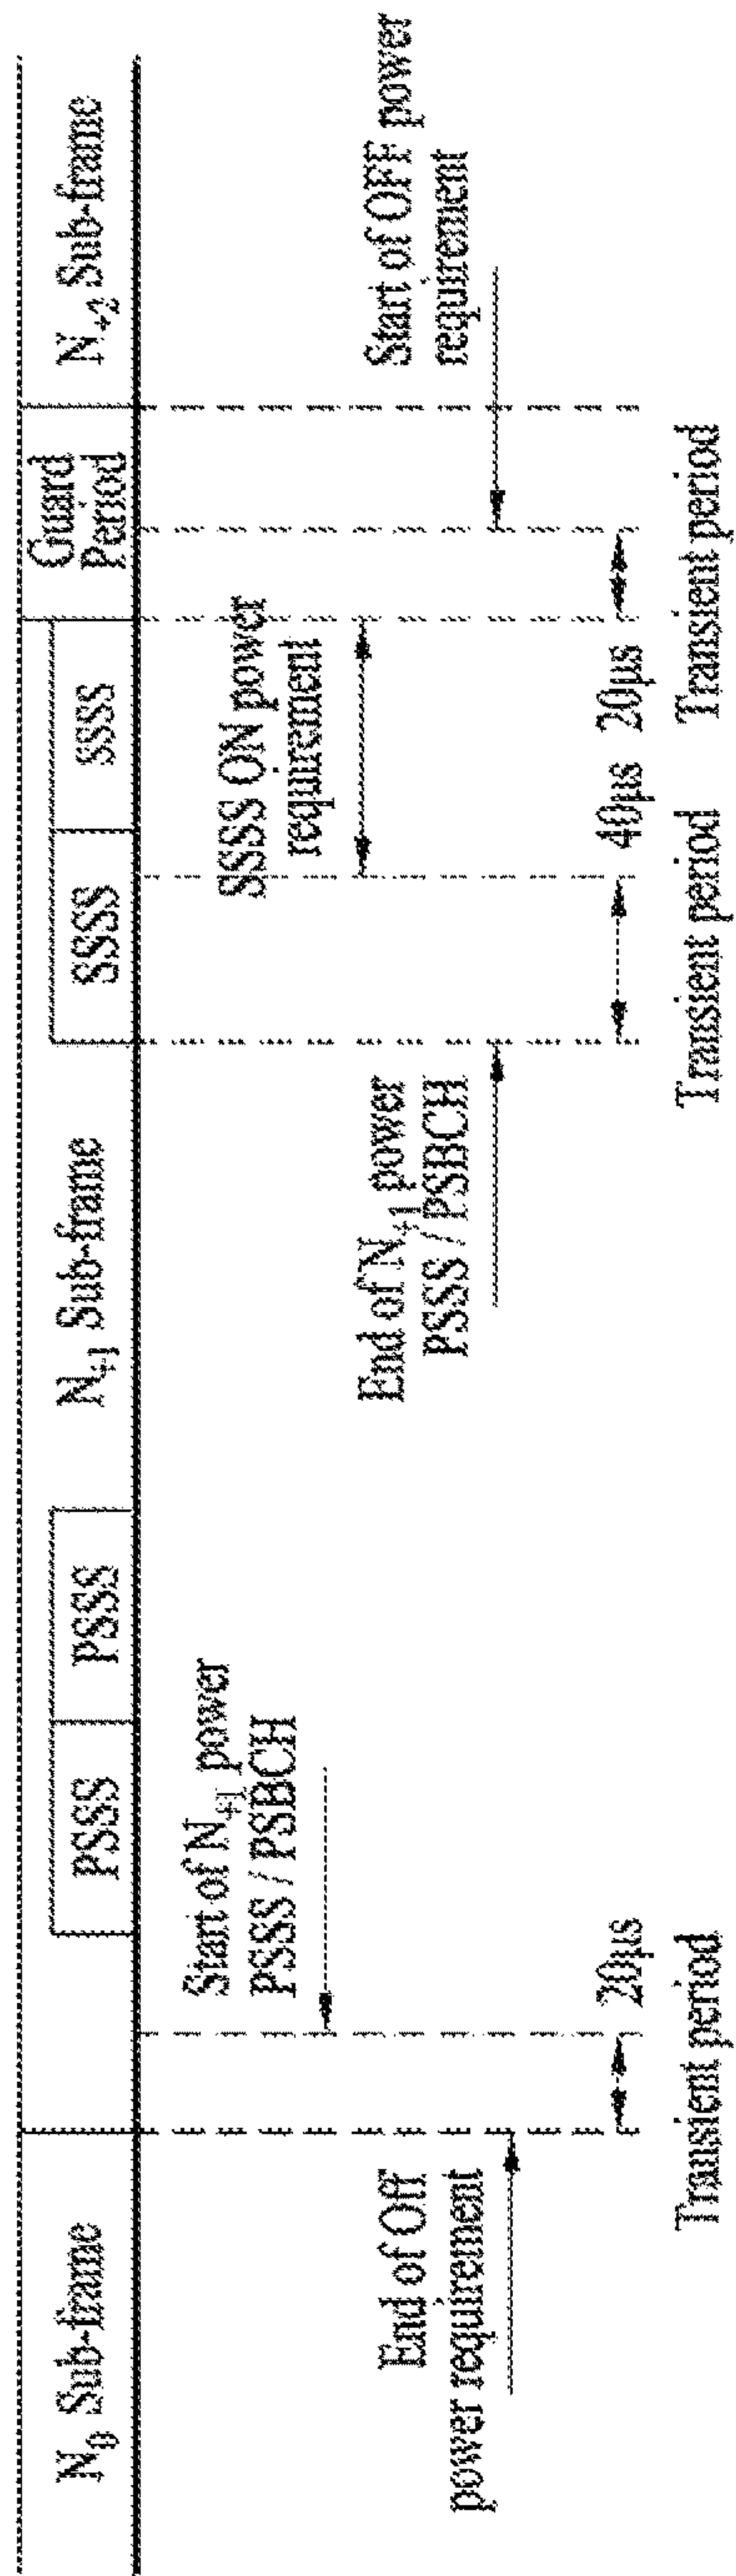 N0 Sub-frame
PSSS
PSSS
N+1 Sub-frame
SSSS
SSSS
Guard
Period
N+2 Sub-frame
Start of N+1 power
PSSS / PSBCH
SSSS ON power
requirement
End of Off
power requirement
End of N+1 power
PSSS / PSBCH
Start of OFF power
requirement
20µs
Transient period
40µs
Transient period
20µs
Transient period